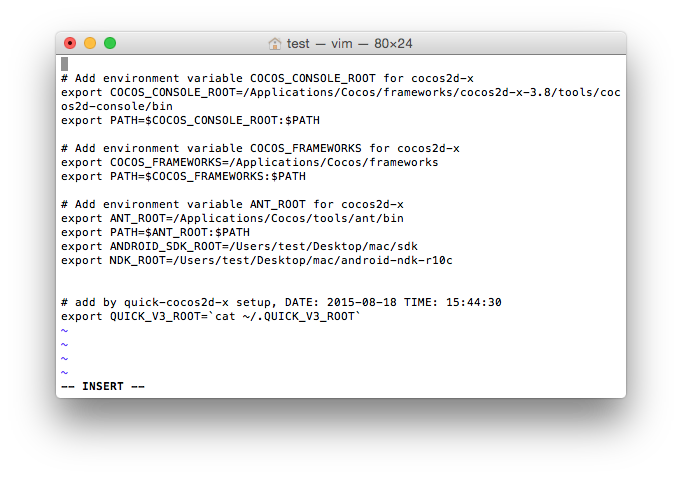 test — vim — 80×24
# Add environment variable COCOS_CONSOLE_ROOT for cocos2d-x
export COCOS_CONSOLE_ROOT=/Applications/Cocos/frameworks/cocos2d-x-3.8/tools/coc
os2d-console/bin
export PATH=$COCOS_CONSOLE_ROOT:$PATH
# Add environment variable COCOS_FRAMEWORKS for cocos2d-x
export COCOS_FRAMEWORKS=/Applications/Cocos/frameworks
export PATH=$COCOS_FRAMEWORKS:$PATH
# Add environment variable ANT_ROOT for cocos2d-x
export ANT_ROOT=/Applications/Cocos/tools/ant/bin
export PATH=$ANT_ROOT:$PATH
export ANDROID_SDK_ROOT=/Users/test/Desktop/mac/sdk
export NDK_ROOT=/Users/test/Desktop/mac/android-ndk-r10c
# add by quick-cocos2d-x setup, DATE: 2015-08-18 TIME: 15:44:30
export QUICK_V3_ROOT=`cat ~/.QUICK_V3_ROOT`
~
~
~
~
-- INSERT --